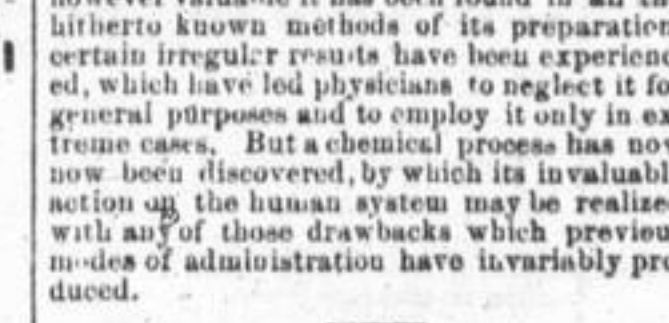 however valuable it has been found in all th
hitherto known methods of its preparation
certain irregular results have been experienc
ed, which have led physicians to neglect it fo
general purposes and to employ it only in ex
treme cases. But a chemical process has now
now been discovered, by which its invaluabl
action on the human system may be realize
with any of those drawbacks which previou
modes of administration have invariably pro
duced.